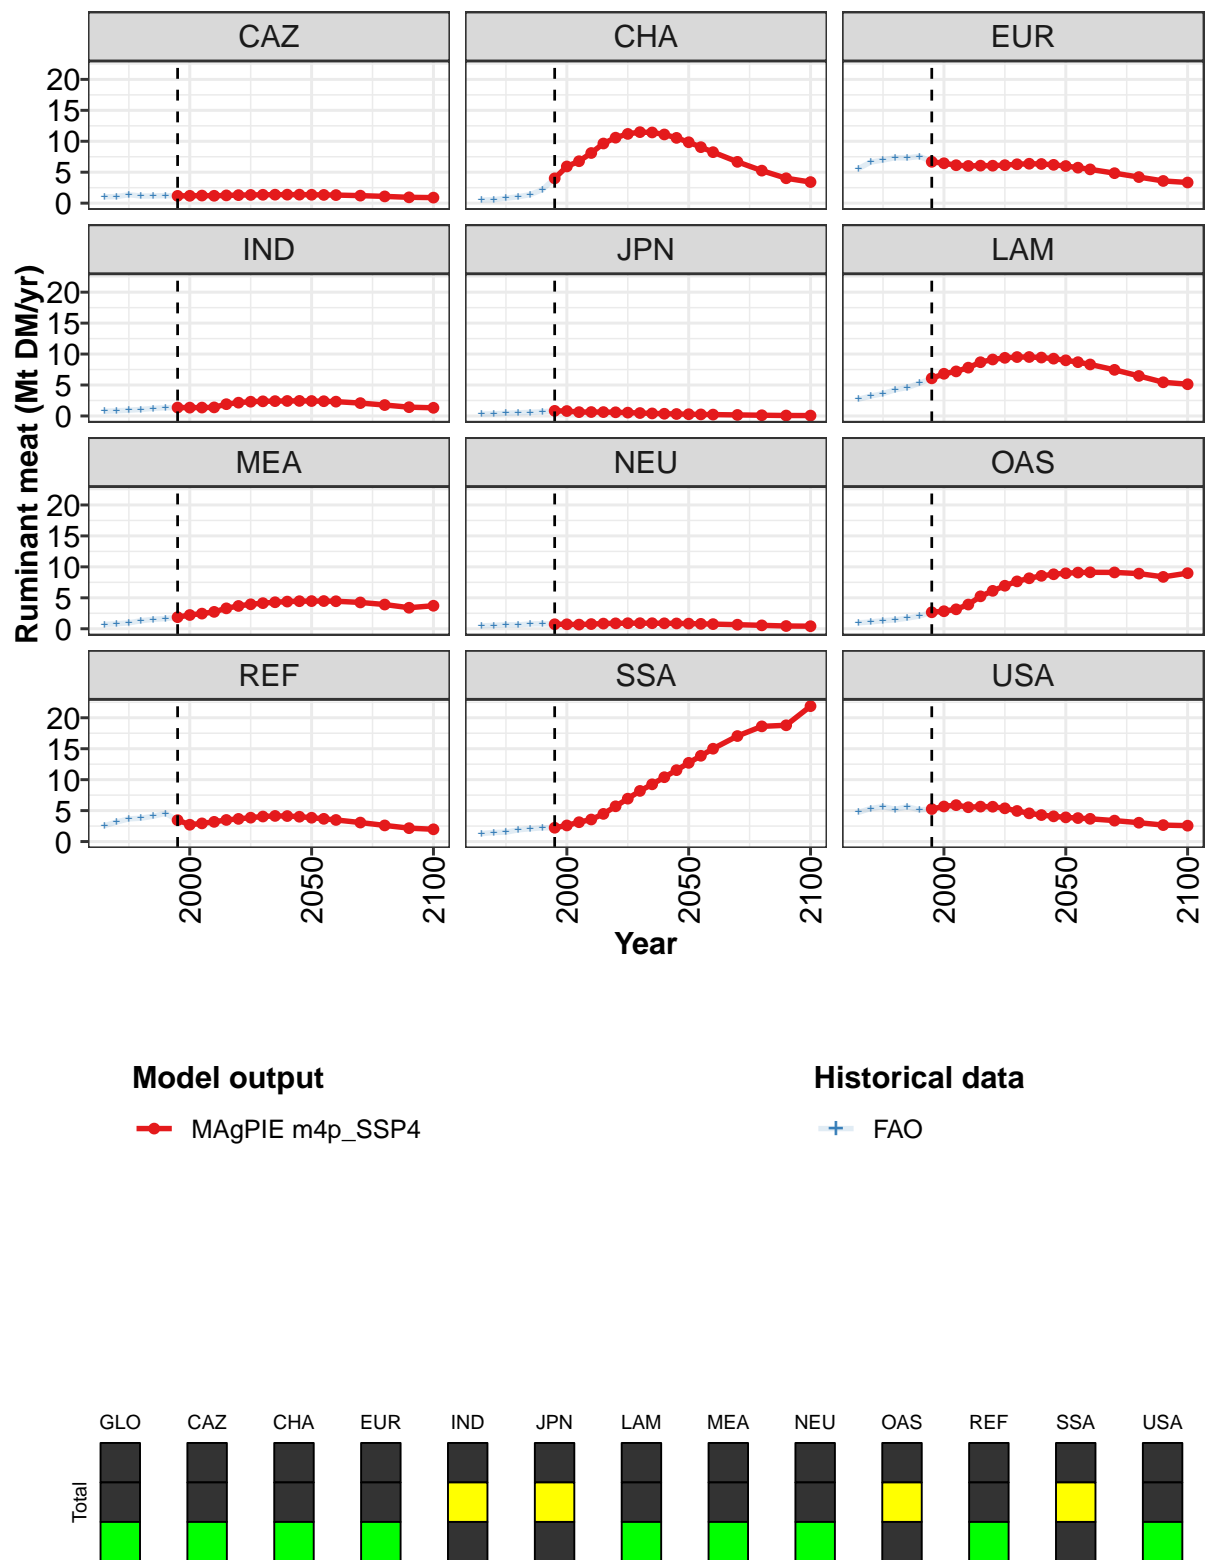 CAZ CHA EUR
20
15
10
5
0
IND JPN LAM
20
15
10
5
0
MEA NEU OAS
20
15
10
5
0
REF SSA USA
20
15
10
5
0
Ruminant meat (Mt DM/yr)
2000 2050 2100 2000 2050 2100 2000 2050 2100
Year
Model output Historical data
MAgPIE m4p_SSP4 FAO
GLO CAZ CHA EUR IND JPN LAM MEA NEU OAS REF SSA USA
Total